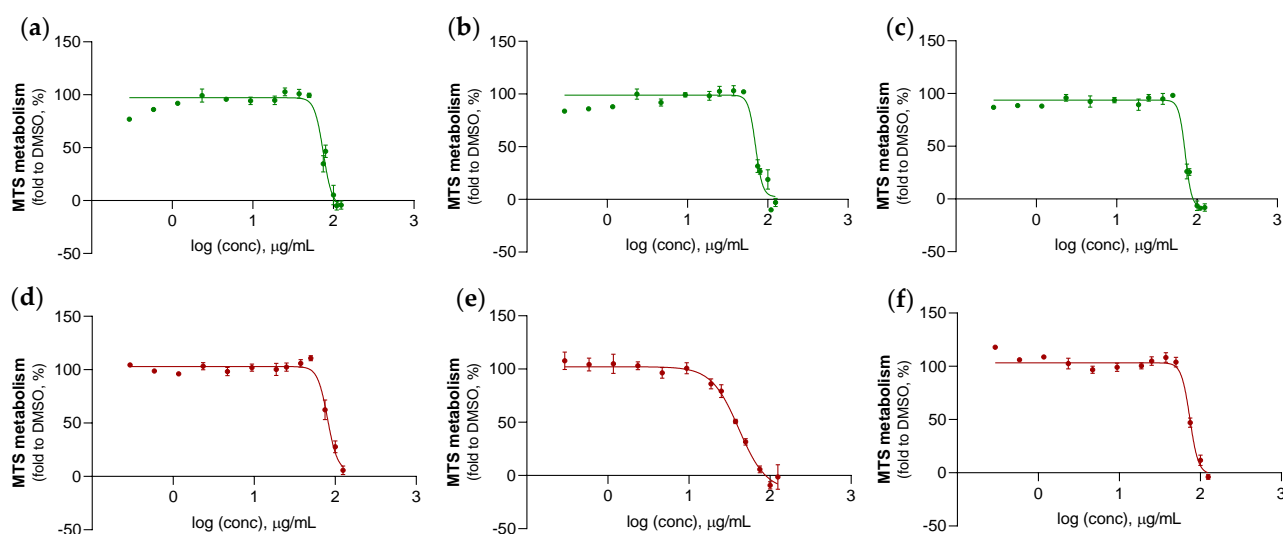 (a)
150
100
50
0
-50
MTS metabolism
(fold to DMSO, %)
0
1
2
3
log (conc), μg/mL
(b)
150
100
50
0
-50
MTS metabolism
(fold to DMSO, %)
0
1
2
3
log (conc), μg/mL
(c)
150
100
50
0
-50
MTS metabolism
(fold to DMSO, %)
0
1
2
3
log (conc), μg/mL
(d)
150
100
50
0
-50
MTS metabolism
(fold to DMSO, %)
0
1
2
3
log (conc), μg/mL
(e)
150
100
50
0
-50
MTS metabolism
(fold to DMSO, %)
0
1
2
3
log (conc), μg/mL
(f)
150
100
50
0
-50
MTS metabolism
(fold to DMSO, %)
0
1
2
3
log (conc), μg/mL